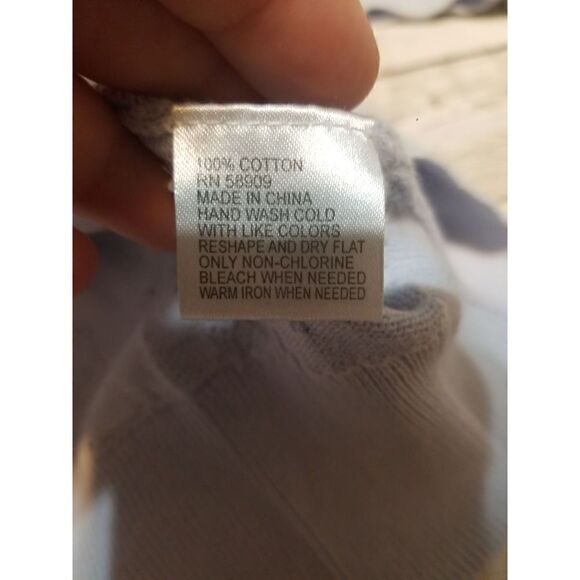 100% COTTON
RN 58909
MADE IN CHINA
HAND WASH COLD
WITH LIKE COLORS
RESHAPE AND DRY FLAT
ONLY NON-CHLORINE
BLEACH WHEN NEEDED
WARM IRON WHEN NEEDED